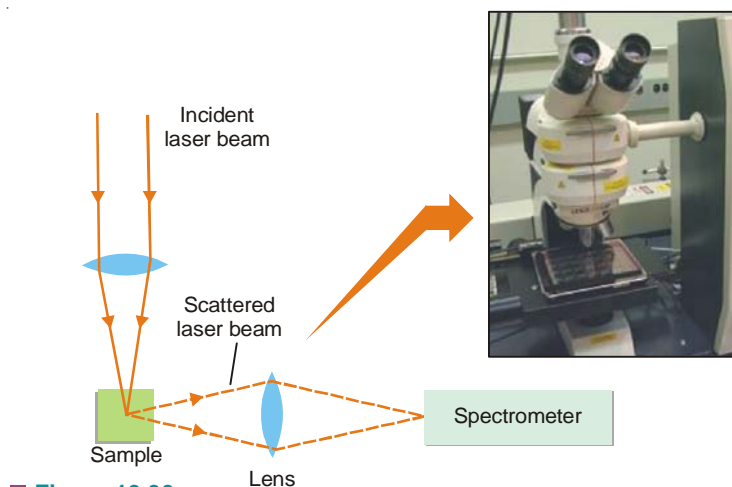 Incident
laser beam
Scattered
laser beam
Sample
Lens
Spectrometer